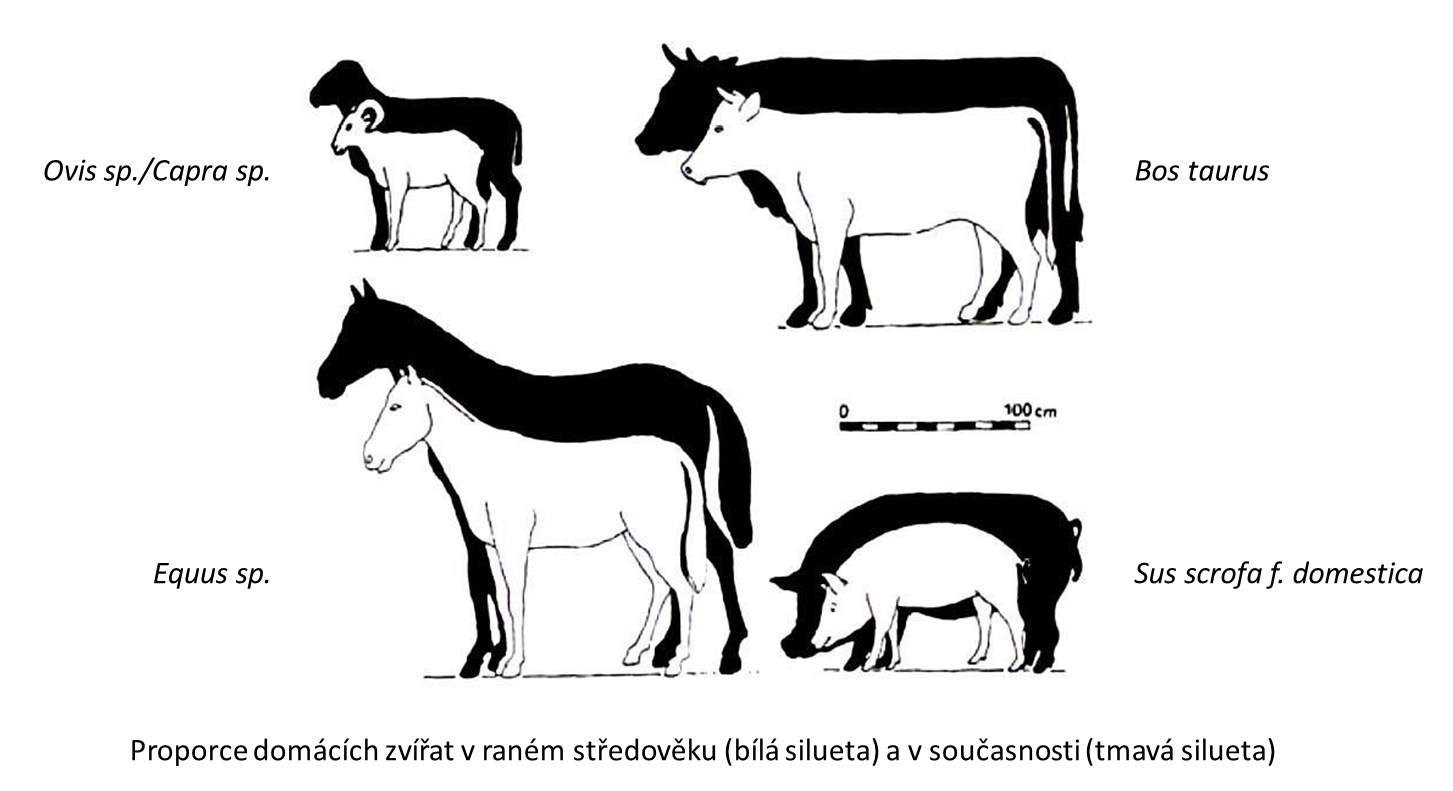 Ovis sp./Capra sp.
Bos taurus
0 100 cm
Equus sp.
Sus scrofa f. domestica
Proporce domácích zvířat v raném středověku (bílá silueta) a v současnosti (tmavá silueta)